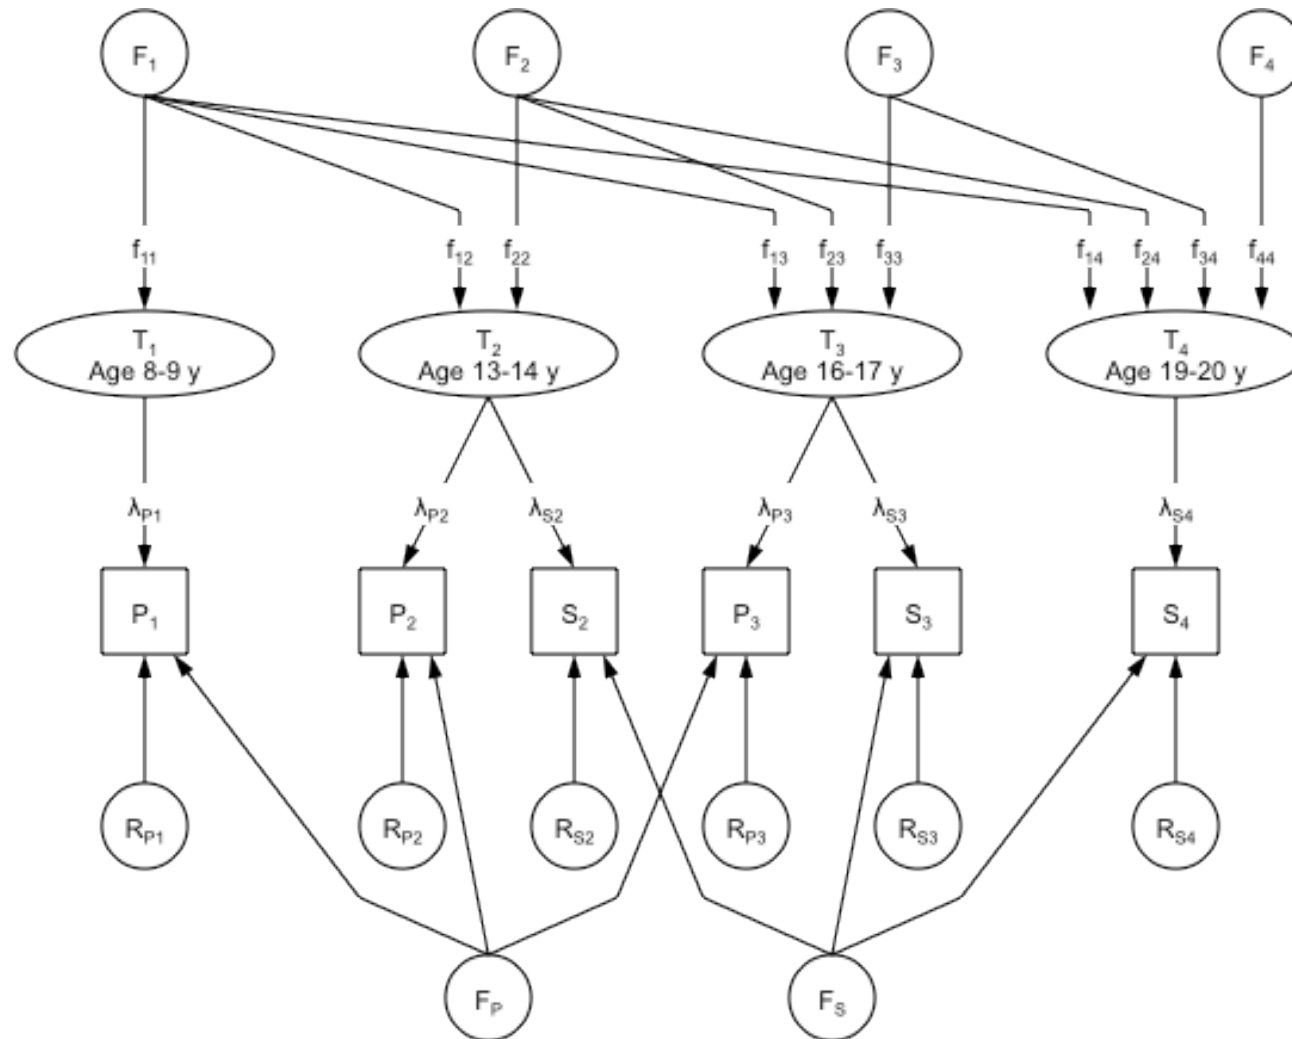 F₁ F₂ F₃ F₄
f₁₁ f₁₂ f₂₂ f₁₃ f₂₃ f₃₃ f₁₄ f₂₄ f₃₄ f₄₄
T₁ T₂ T₃ T₄
Age 8-9 y Age 13-14 y Age 16-17 y Age 19-20 y
λP1 λP2 λS2 λP3 λS3 λS4
P₁ P₂ S₂ P₃ S₃ S₄
RP1 RP2 RS2 RP3 RS3 RS4
FP FS